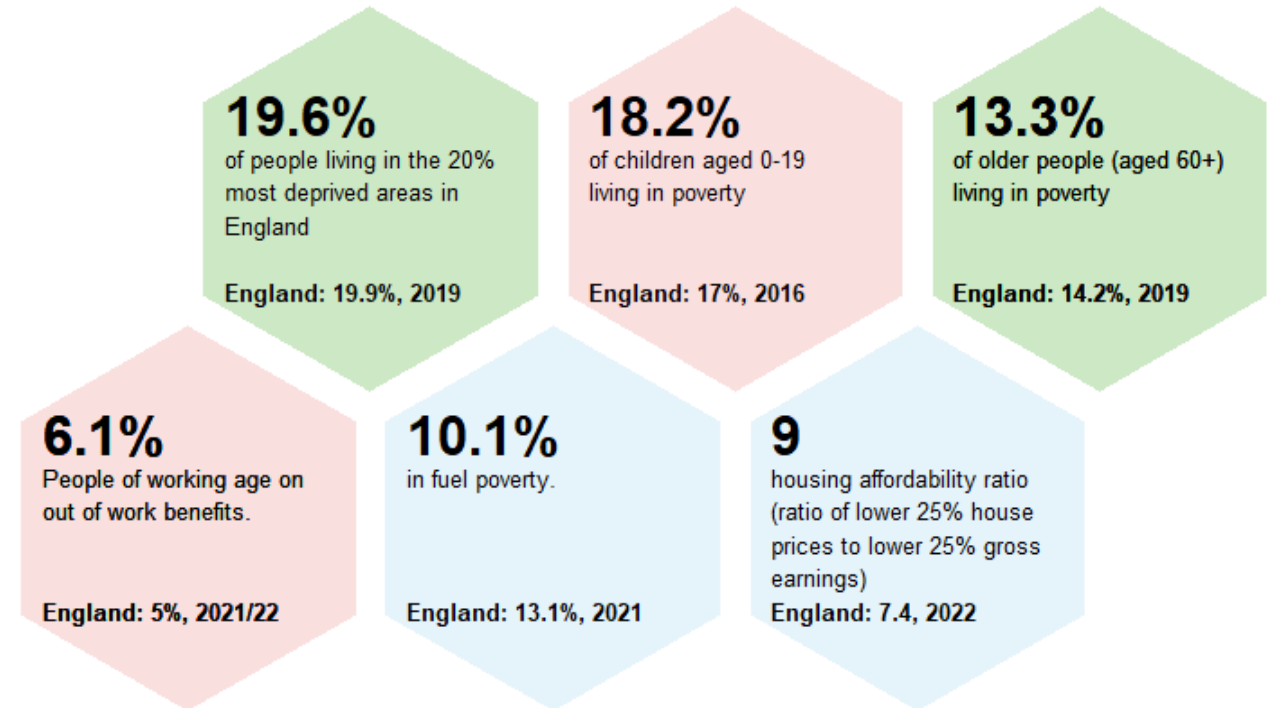 19.6%
of people living in the 20%
most deprived areas in
England
England: 19.9%, 2019
18.2%
of children aged 0-19
living in poverty
England: 17%, 2016
13.3%
of older people (aged 60+)
living in poverty
England: 14.2%, 2019
6.1%
People of working age on
out of work benefits.
England: 5%, 2021/22
10.1%
in fuel poverty.
England: 13.1%, 2021
9
housing affordability ratio
(ratio of lower 25% house
prices to lower 25% gross
earnings)
England: 7.4, 2022